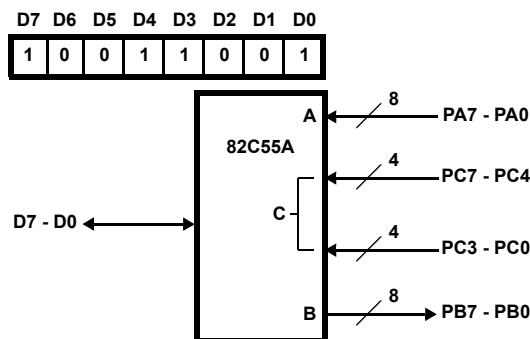 D7 D6 D5 D4 D3 D2 D1 D0
1 0 0 1 1 0 0 1
A 8 PA7 - PA0
82C55A
4 PC7 - PC4
C
D7 - D0
4 PC3 - PC0
B 8 PB7 - PB0